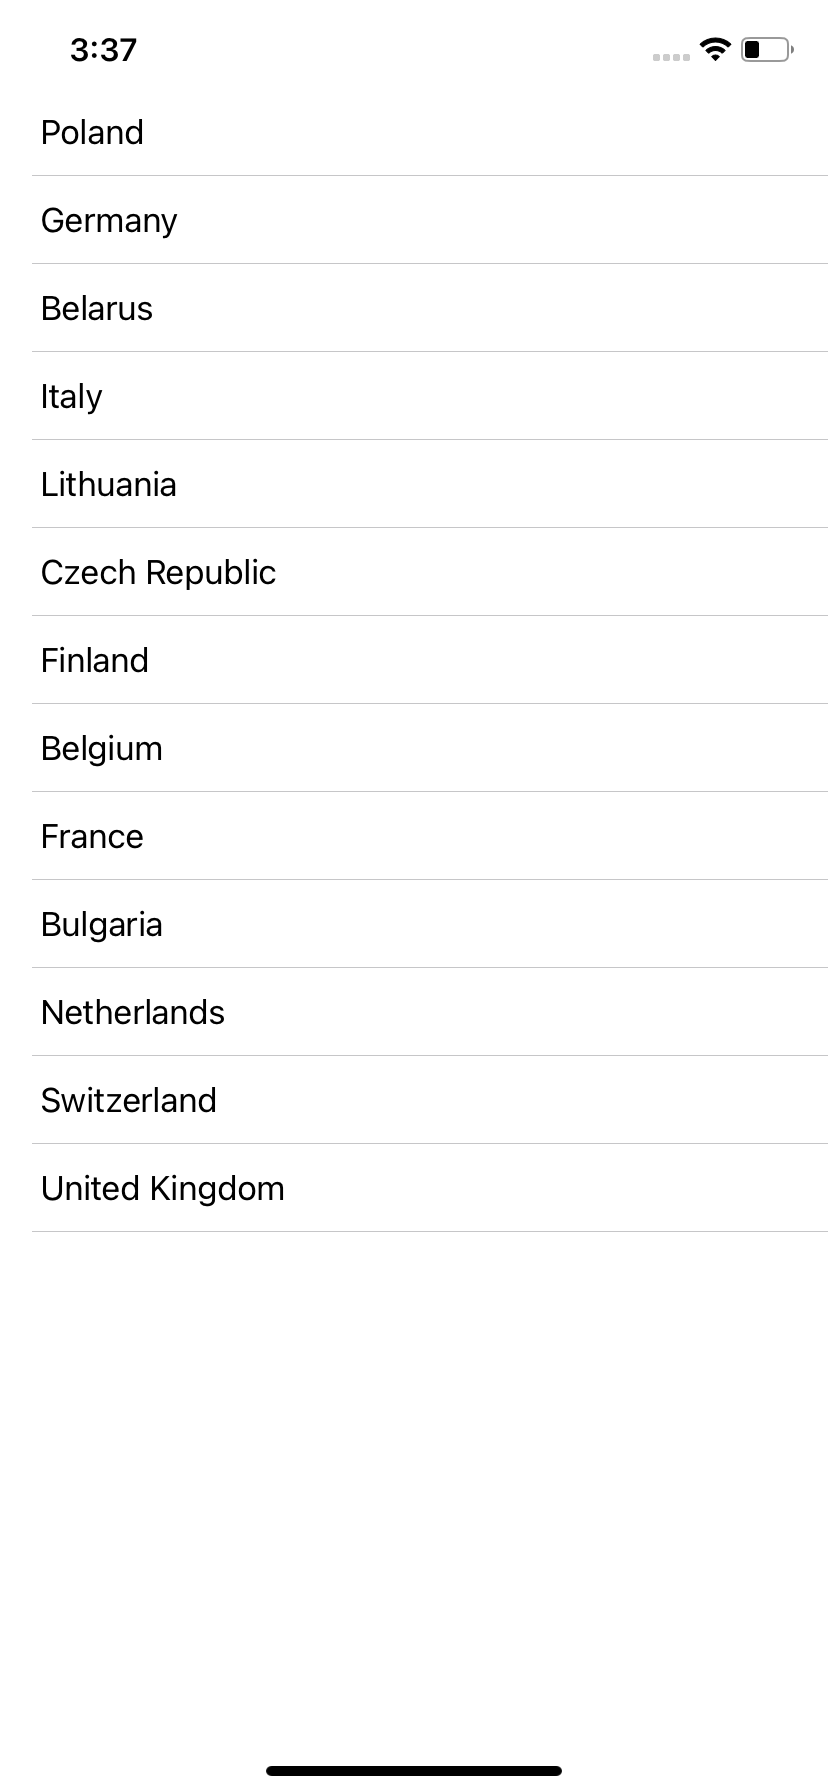 3:37
Poland
Germany
Belarus
Italy
Lithuania
Czech Republic
Finland
Belgium
France
Bulgaria
Netherlands
Switzerland
United Kingdom